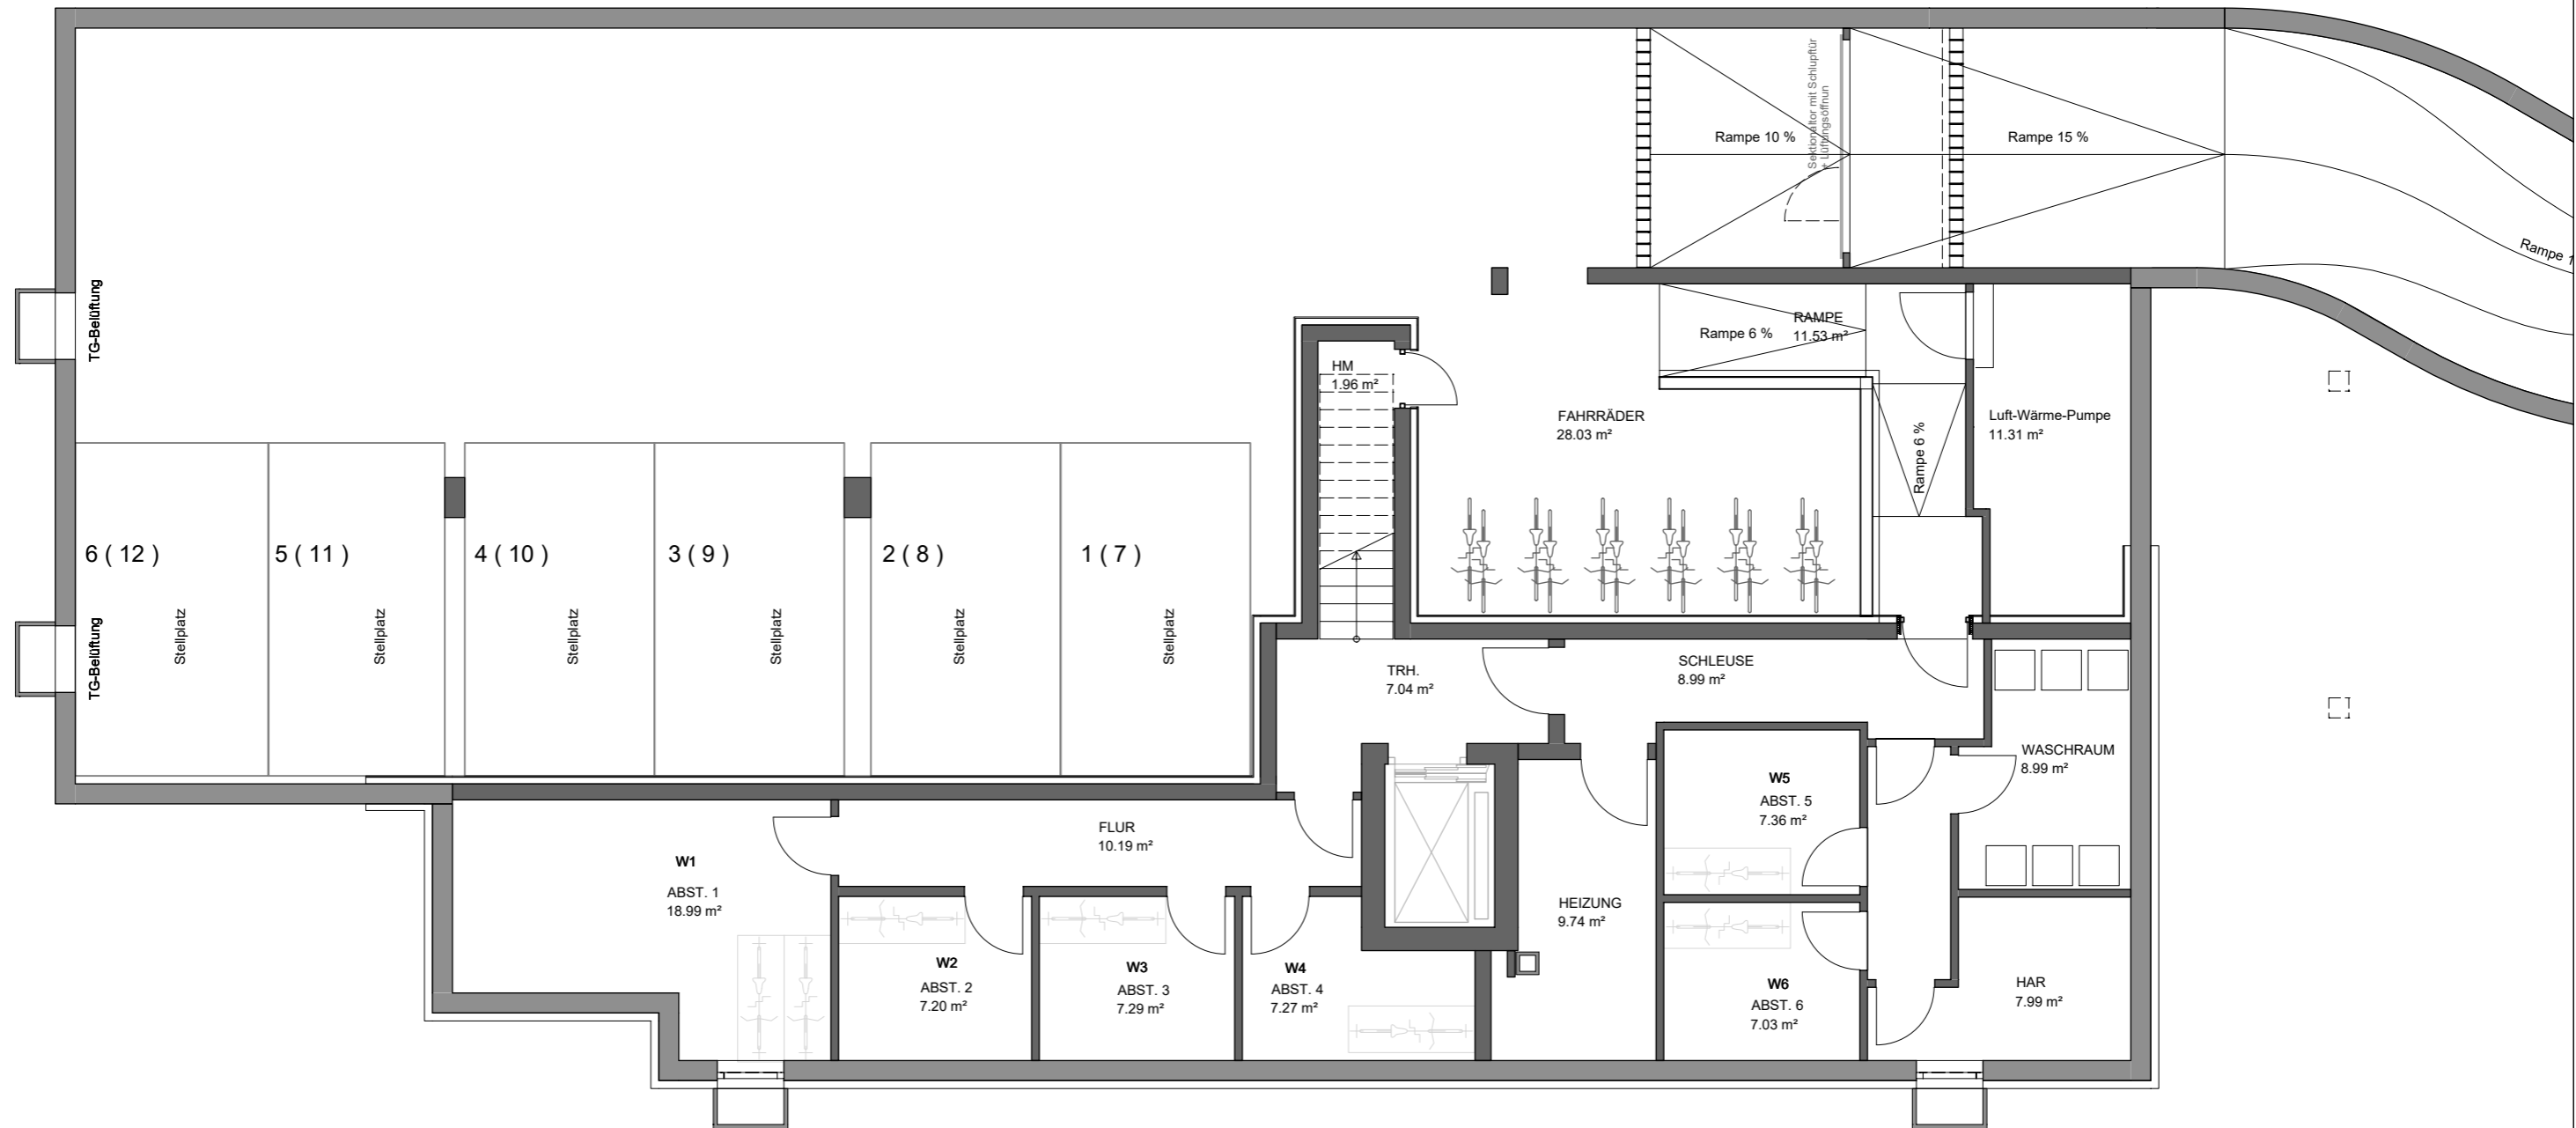 Rampe 10 %
Sektionaltor mit Schlupftür
+ Lüftungsöffnun
Rampe 15 %
Rampe 1
TG-Belüftung
HM
1.96 m²
Rampe 6 %
RAMPE
11.53 m²
FAHRRÄDER
28.03 m²
Rampe 6 %
Luft-Wärme-Pumpe
11.31 m²
6 ( 12 )
5 ( 11 )
4 ( 10 )
3 ( 9 )
2 ( 8 )
1 ( 7 )
TG-Belüftung
Stellplatz
Stellplatz
Stellplatz
Stellplatz
Stellplatz
Stellplatz
TRH.
7.04 m²
SCHLEUSE
8.99 m²
WASCHRAUM
8.99 m²
W1
ABST. 1
18.99 m²
FLUR
10.19 m²
W5
ABST. 5
7.36 m²
HEIZUNG
9.74 m²
W2
ABST. 2
7.20 m²
W3
ABST. 3
7.29 m²
W4
ABST. 4
7.27 m²
W6
ABST. 6
7.03 m²
HAR
7.99 m²